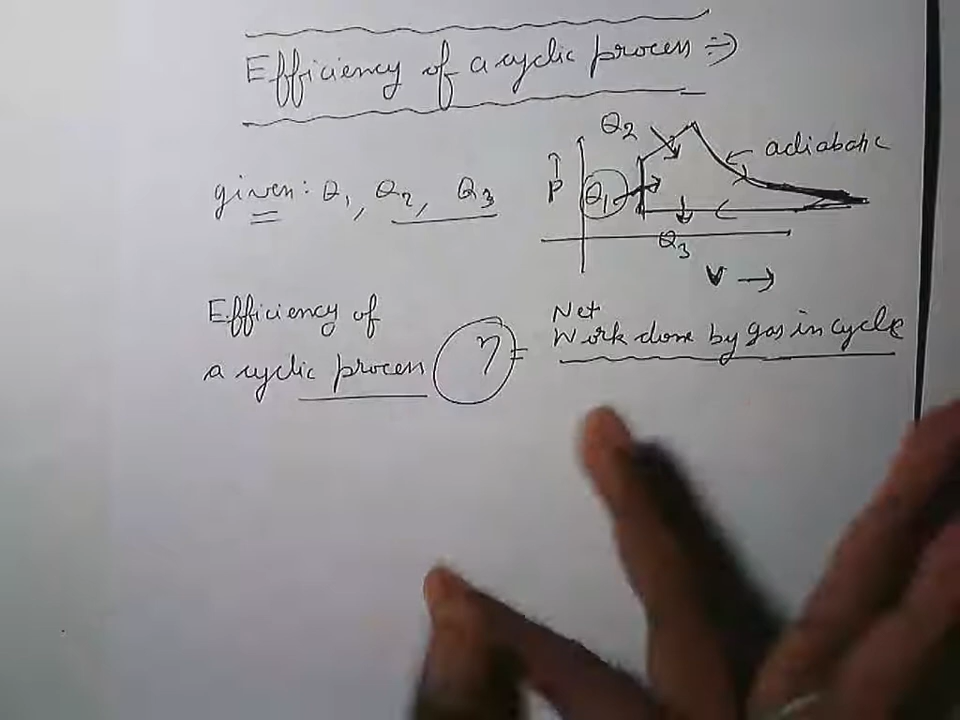 Efficiency of a cyclic process ⇒
Q2
adiabatic
P
Q1
given: Q1, Q2, Q3
Q3
V →
Efficiency of
a cyclic process η =
Net
Work done by gas in cycle